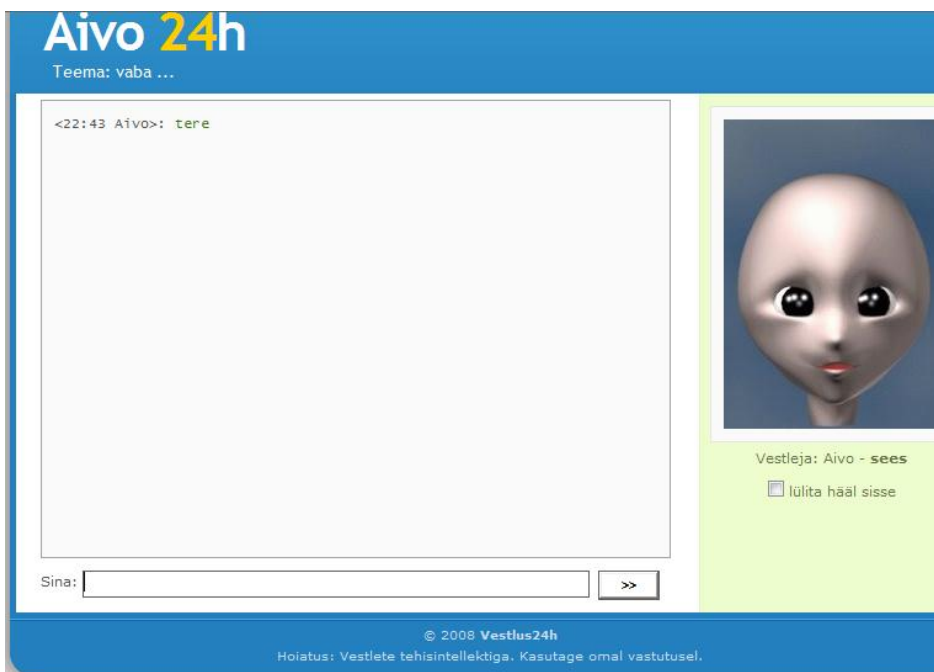 Aivo 24h
Teema: vaba ...
<22:43 Aivo>: tere
Vestleja: Aivo - sees
lülita hääl sisse
Sina:
>>
© 2008 Vestlus24h
Hoiatus: Vestlete tehisintellektiga. Kasutage omal vastutusel.